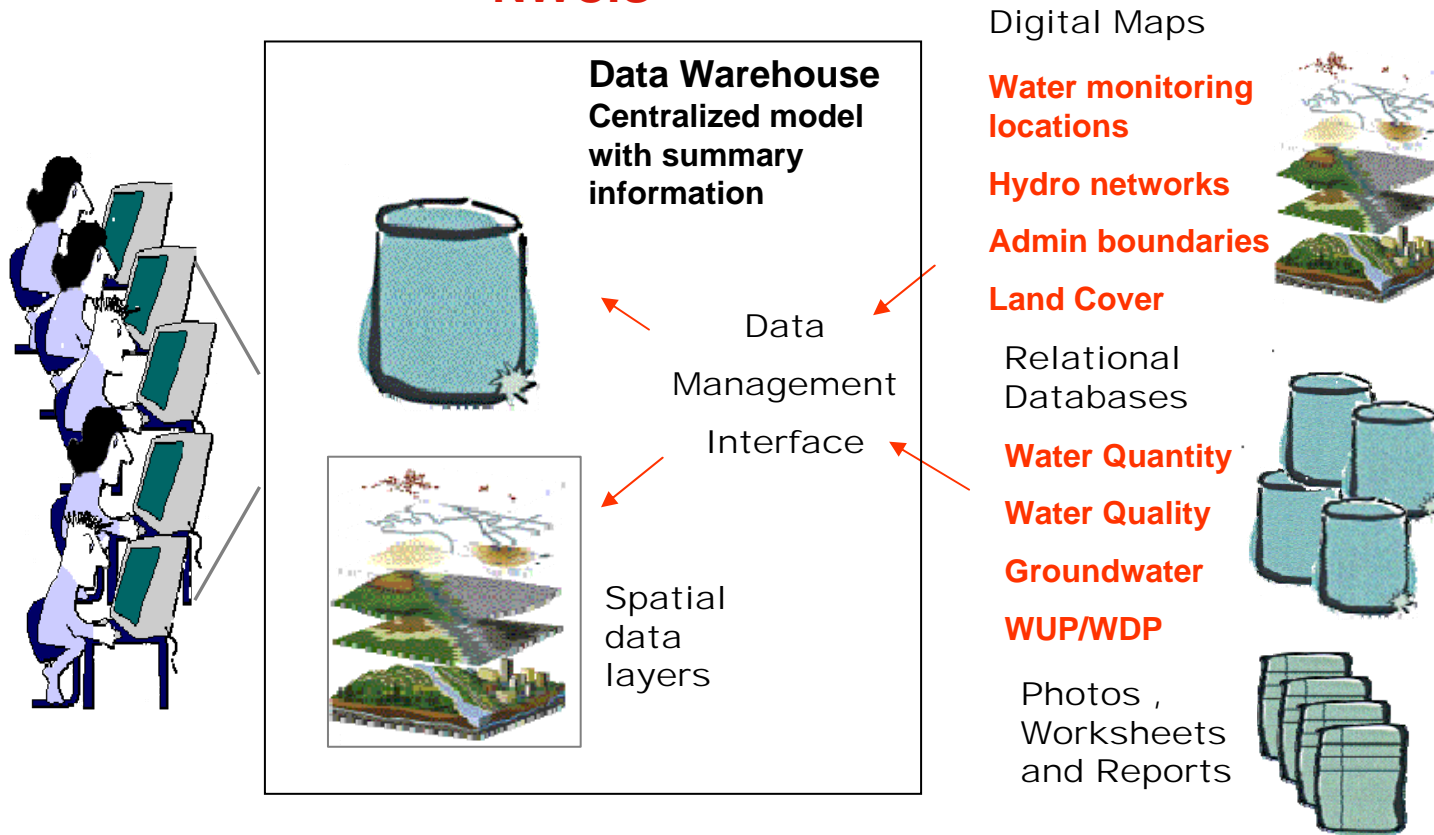 Data Warehouse
Centralized model
with summary
information
Data
Management
Interface
Spatial
data
layers
Digital Maps
Water monitoring
locations
Hydro networks
Admin boundaries
Land Cover
Relational
Databases
Water Quantity
Water Quality
Groundwater
WUP/WDP
Photos ,
Worksheets
and Reports